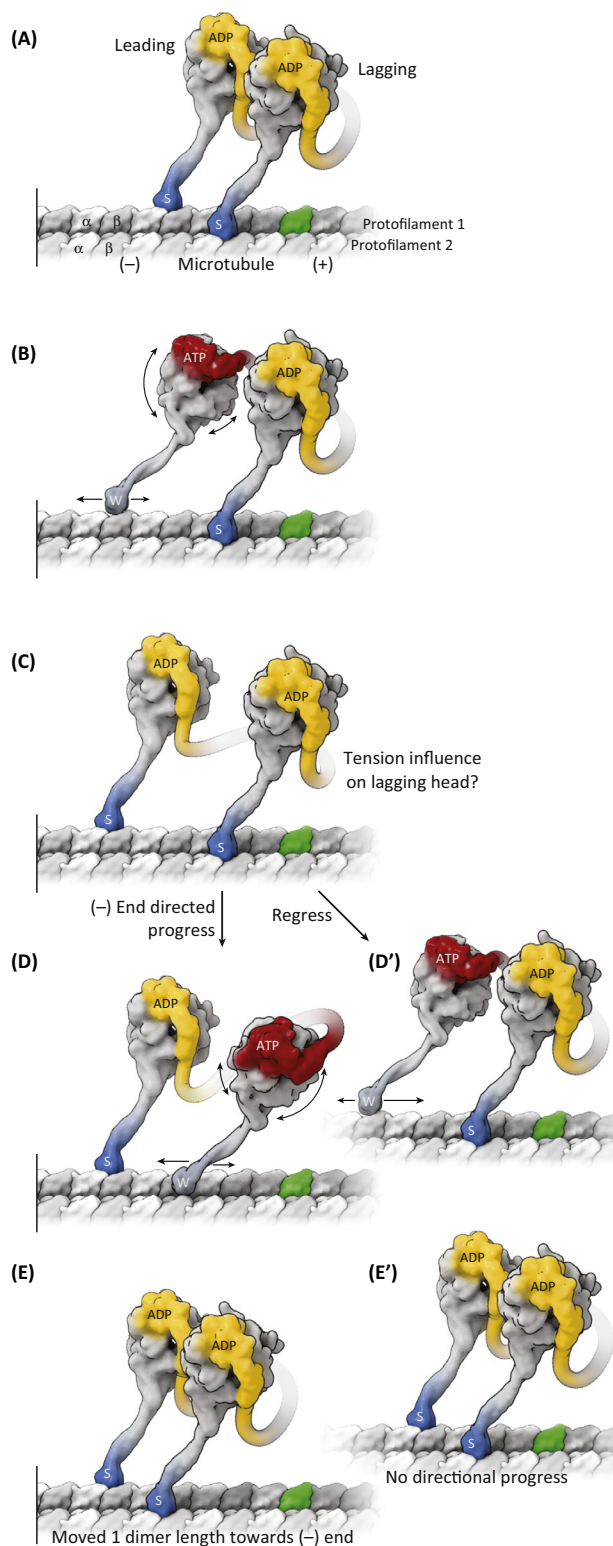 (A)
Leading
ADP
ADP
Lagging
S
S
α β
α β
Protofilament 1
Protofilament 2
(–) Microtubule (+)
(B)
ATP
ADP
W
S
(C)
ADP
ADP
Tension influence
on lagging head?
S
S
(–) End directed
progress
Regress
(D)
ADP
ATP
S
W
(D')
ATP
ADP
W
S
(E)
ADP
ADP
S
S
Moved 1 dimer length towards (–) end
(E')
ADP
ADP
S
S
No directional progress